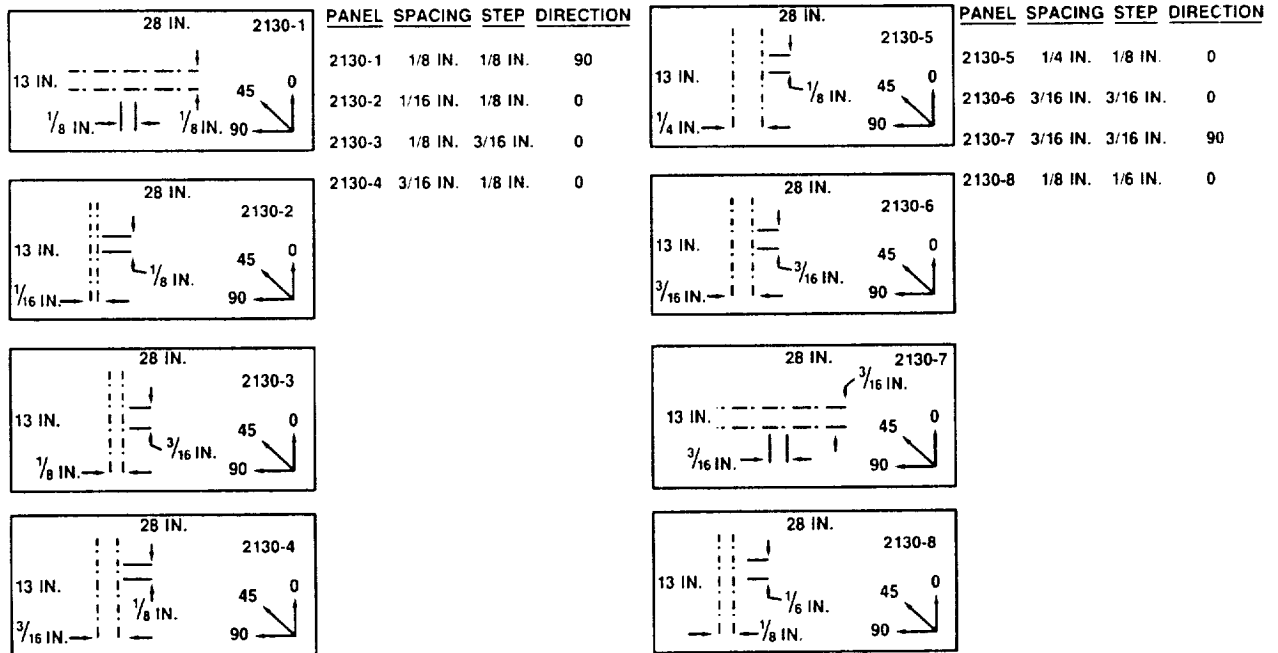 28 IN. 2130-1
13 IN.
45 0
1/8 IN. 1/8 IN. 90
PANEL SPACING STEP DIRECTION
2130-1 1/8 IN. 1/8 IN. 90
2130-2 1/16 IN. 1/8 IN. 0
2130-3 1/8 IN. 3/16 IN. 0
2130-4 3/16 IN. 1/8 IN. 0
28 IN.
2130-2
13 IN.
45 0
1/8 IN.
1/16 IN. 90
28 IN.
2130-3
13 IN.
45 0
3/16 IN.
1/8 IN. 90
28 IN.
2130-4
13 IN.
45 0
1/8 IN.
3/16 IN. 90
28 IN.
2130-5
13 IN.
45 0
1/8 IN.
1/4 IN. 90
PANEL SPACING STEP DIRECTION
2130-5 1/4 IN. 1/8 IN. 0
2130-6 3/16 IN. 3/16 IN. 0
2130-7 3/16 IN. 3/16 IN. 90
2130-8 1/8 IN. 1/6 IN. 0
28 IN.
2130-6
13 IN.
45 0
3/16 IN.
3/16 IN. 90
28 IN. 2130-7
3/16 IN.
13 IN.
45 0
3/16 IN. 90
28 IN.
2130-8
13 IN.
45 0
1/6 IN.
1/8 IN. 90